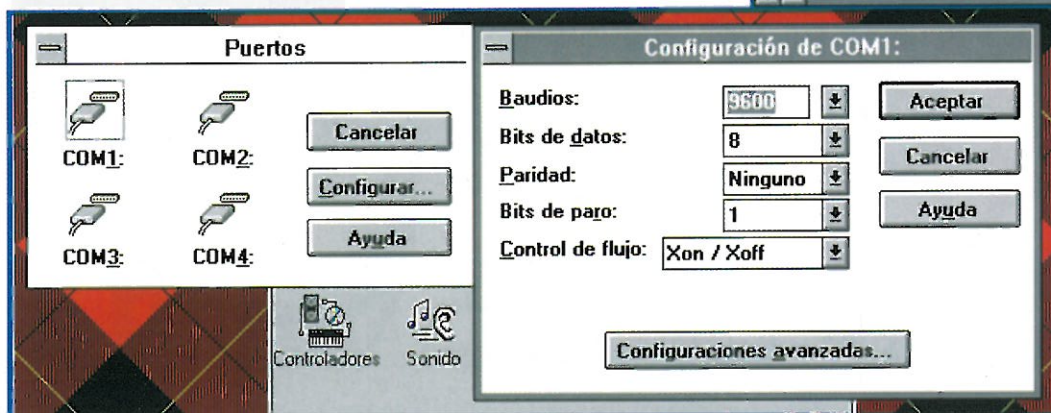 Puertos
COM1:
COM2:
COM3:
COM4:
Cancelar
Configurar...
Ayuda
Controladores
Sonido
Configuración de COM1:
Baudios: 9600
Bits de datos: 8
Paridad: Ninguno
Bits de paro: 1
Control de flujo: Xon / Xoff
Aceptar
Cancelar
Ayuda
Configuraciones avanzadas...